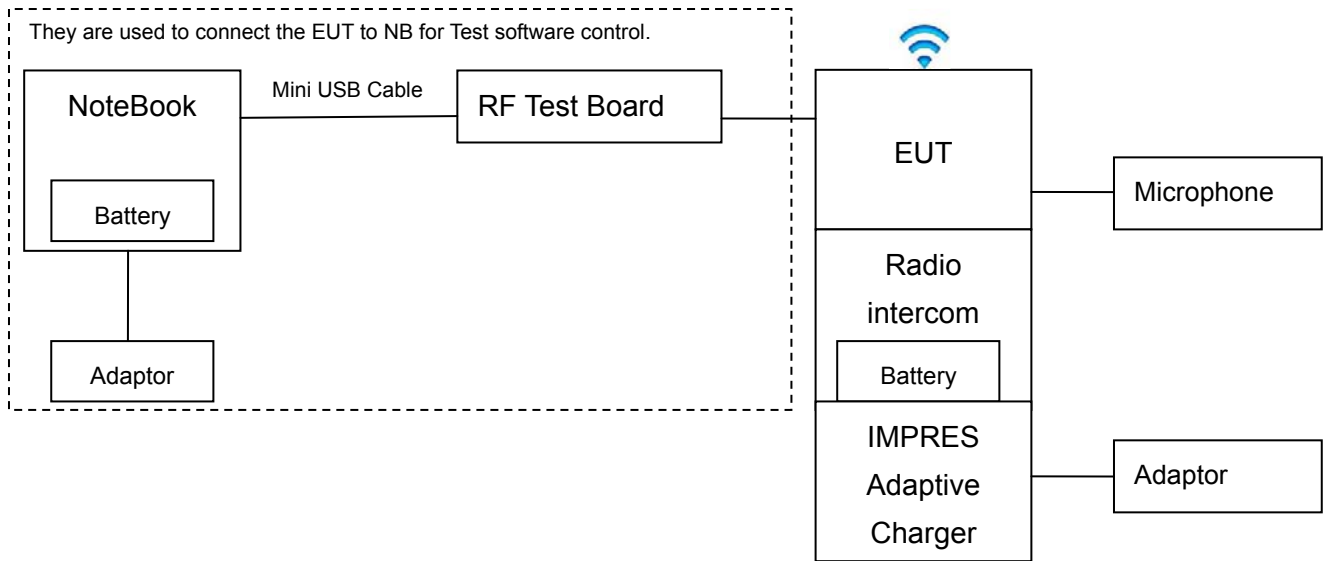 They are used to connect the EUT to NB for Test software control.
NoteBook
Mini USB Cable
RF Test Board
Battery
Adaptor
EUT
Microphone
Radio
intercom
Battery
IMPRES
Adaptive
Charger
Adaptor